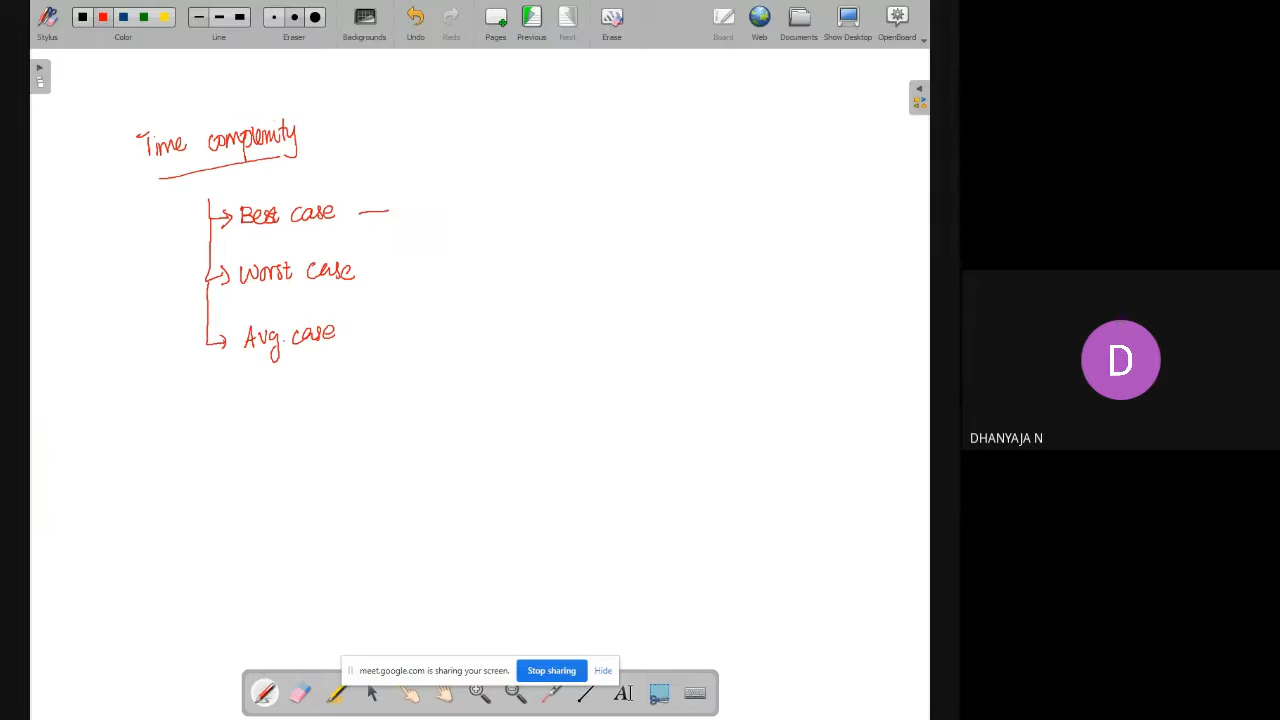 Stylus Color Line Eraser Backgrounds Undo Redo Pages Previous Next Erase Board Web Documents Show Desktop OpenBoard
Time complexity
Best case —
Worst case
Avg. case
D
DHANYAJA N
meet.google.com is sharing your screen. Stop sharing Hide
AI